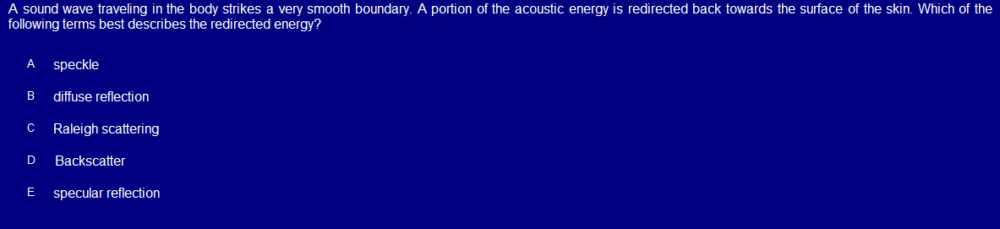 A sound wave traveling in the body strikes a very smooth boundary. A portion of the acoustic energy is redirected back towards the surface of the skin. Which of the
following terms best describes the redirected energy?
A speckle
B diffuse reflection
C Raleigh scattering
D Backscatter
E specular reflection